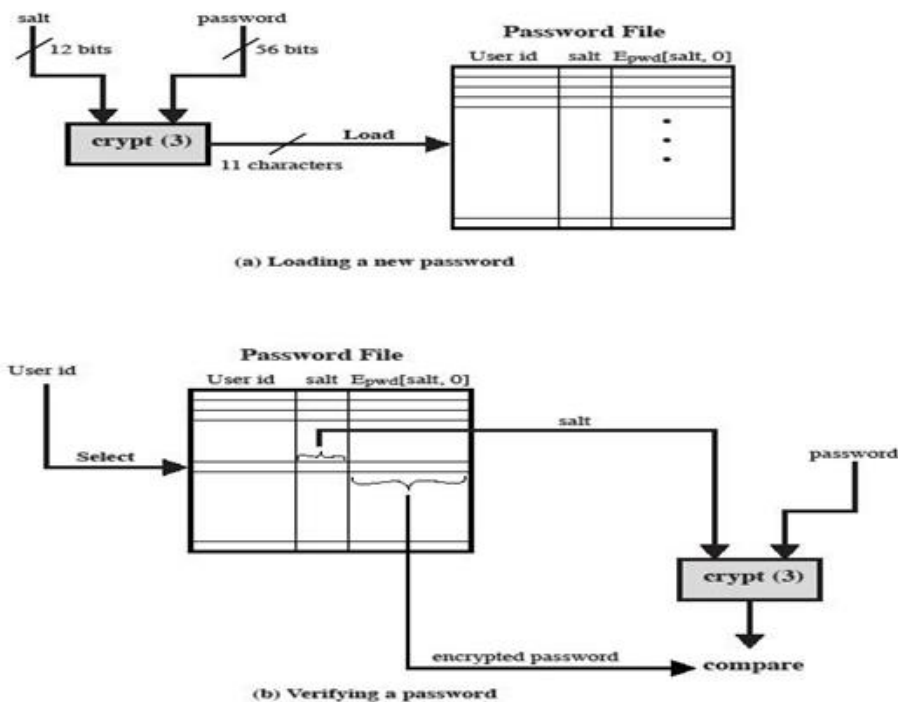 salt password
12 bits 56 bits
crypt (3)
Load
11 characters
Password File
User id salt Epwd[salt, 0]
(a) Loading a new password
User id
Select
Password File
User id salt Epwd[salt, 0]
salt
password
crypt (3)
encrypted password
compare
(b) Verifying a password